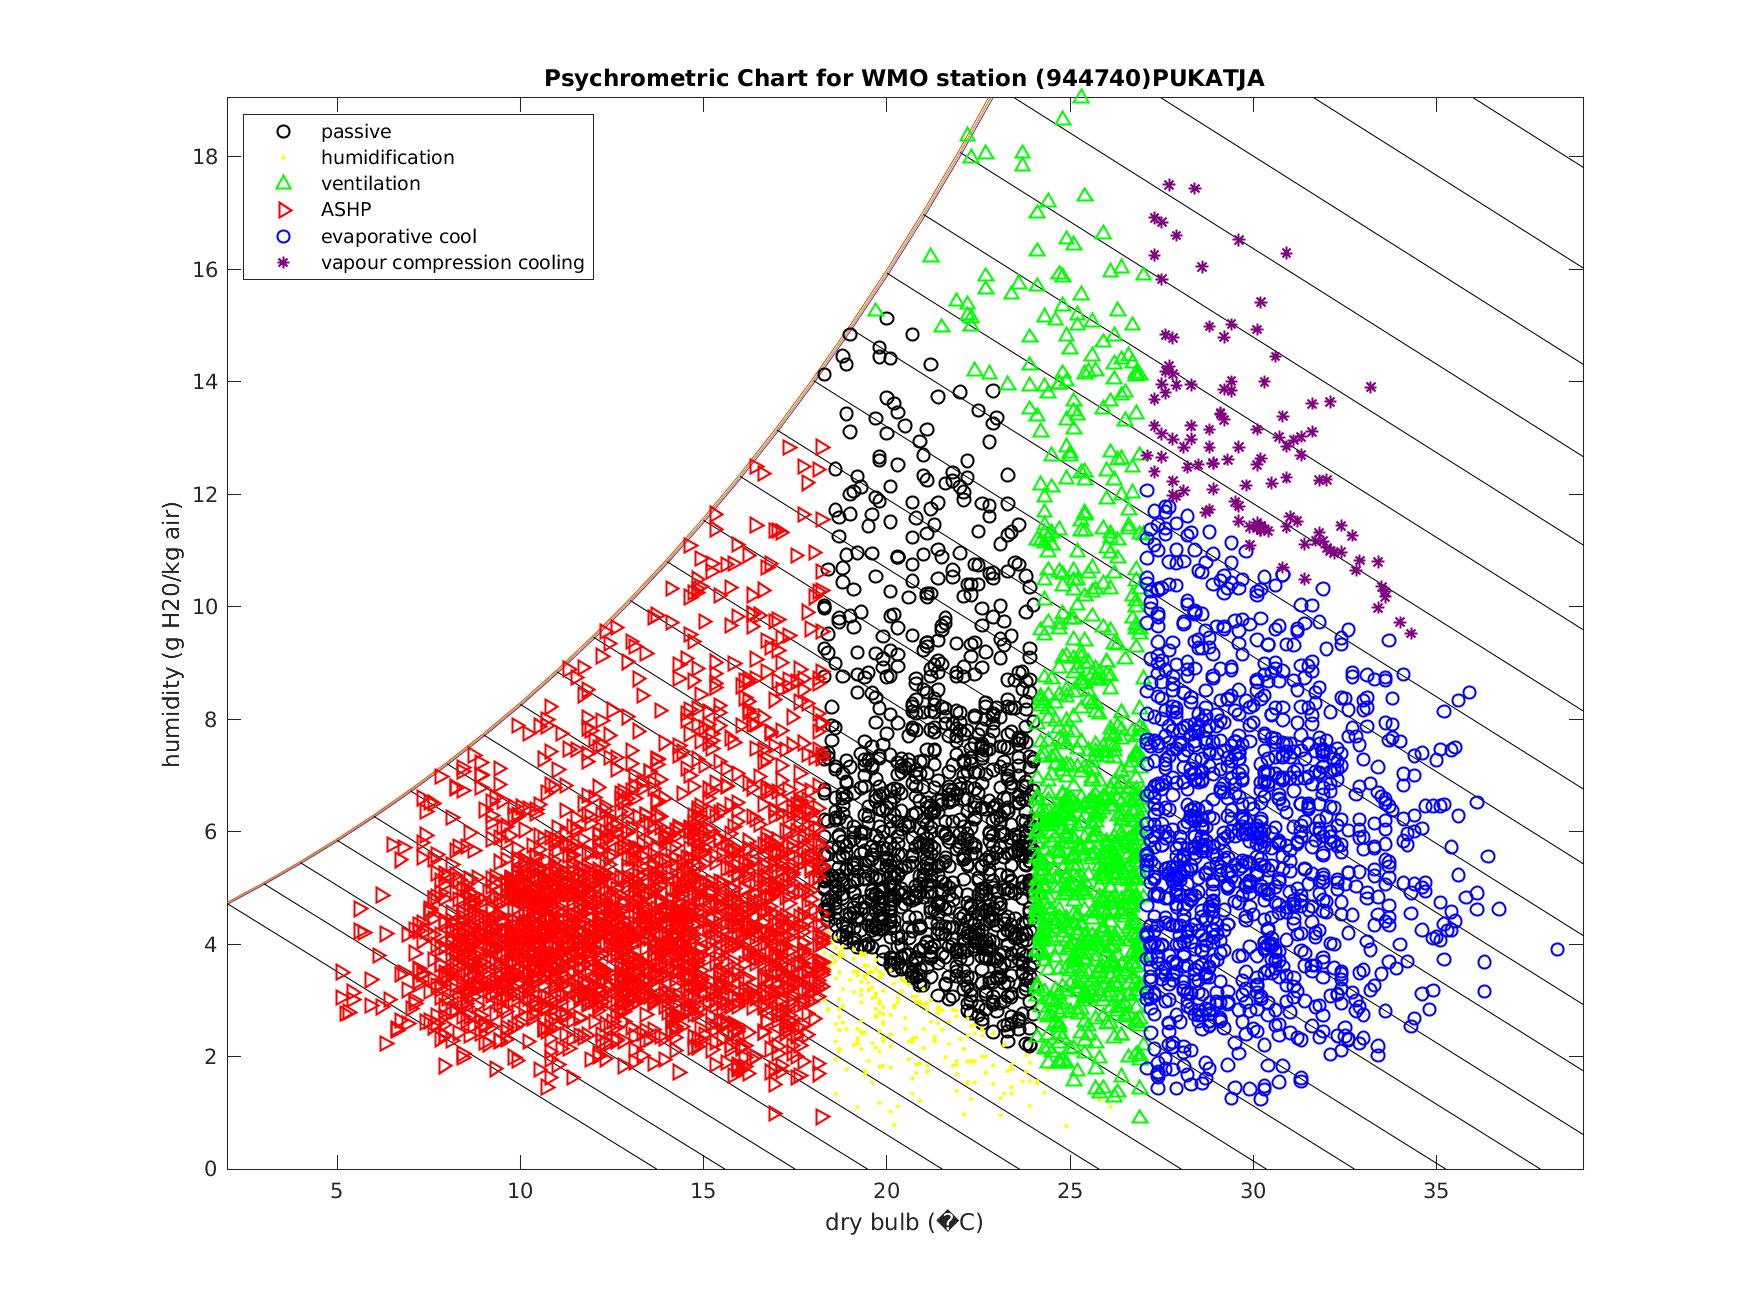 Psychrometric Chart for WMO station (944740)PUKATJA
passive
humidification
ventilation
ASHP
evaporative cool
vapour compression cooling
18
16
14
12
10
8
6
4
2
0
humidity (g H20/kg air)
5
10
15
20
25
30
35
dry bulb (�C)